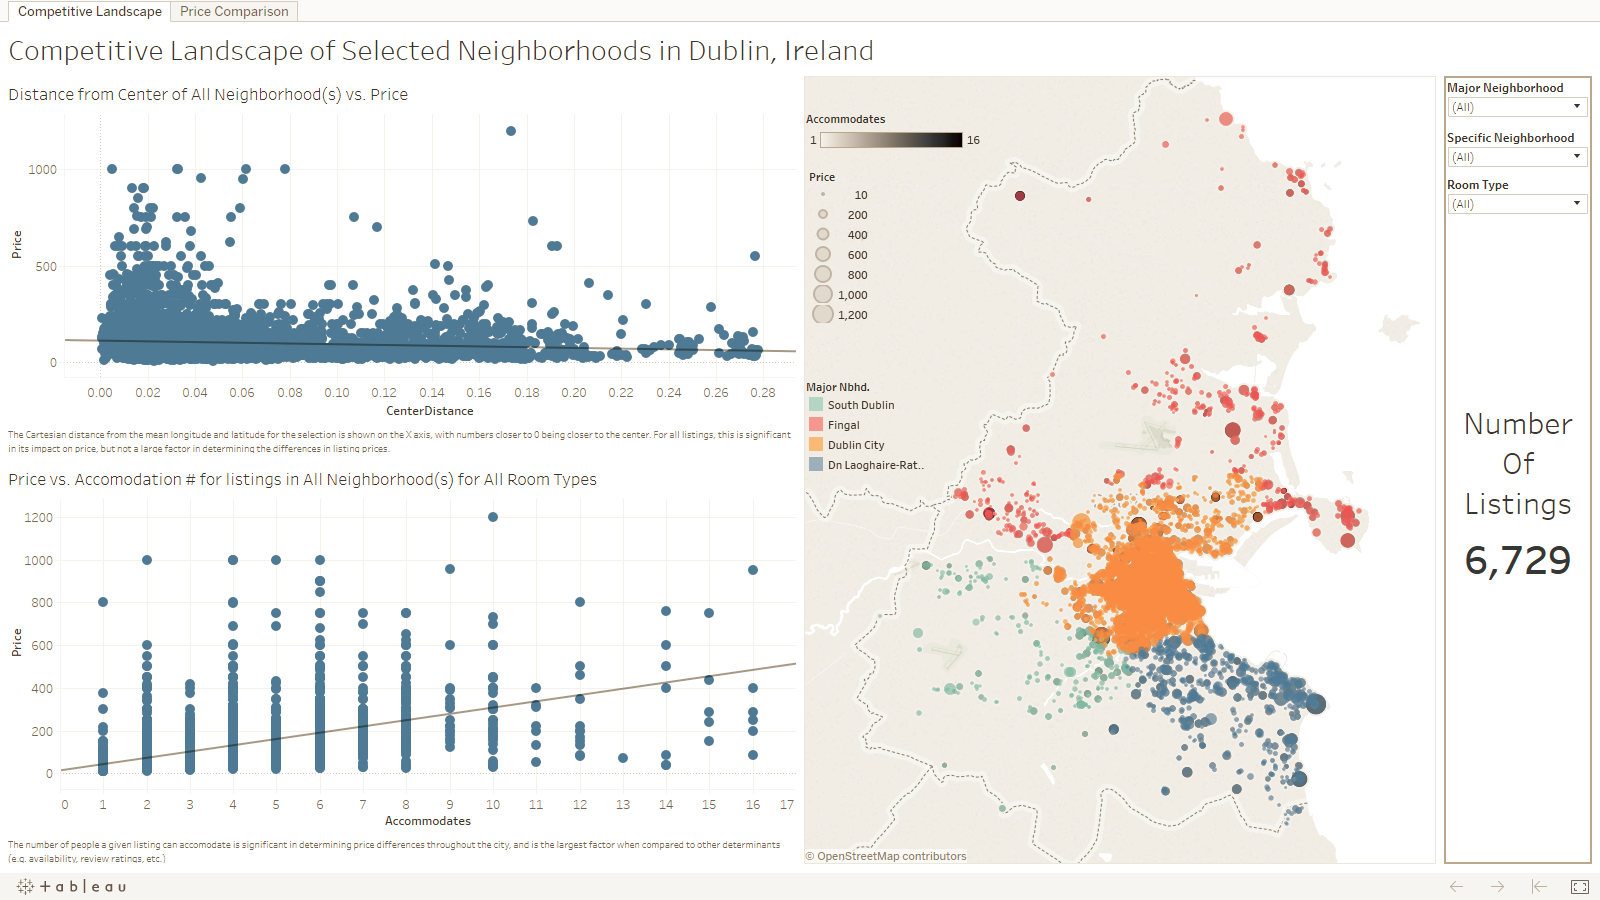 Competitive Landscape
Price Comparison
Competitive Landscape of Selected Neighborhoods in Dublin, Ireland
Distance from Center of All Neighborhood(s) vs. Price
1000
500
0
Price
0.00 0.02 0.04 0.06 0.08 0.10 0.12 0.14 0.16 0.18 0.20 0.22 0.24 0.26 0.28
CenterDistance
The Cartesian distance from the mean longitude and latitude for the selection is shown on the X axis, with numbers closer to 0 being closer to the center. For all listings, this is significant
in its impact on price, but not a large factor in determining the differences in listing prices.
Price vs. Accomodation # for listings in All Neighborhood(s) for All Room Types
1200
1000
800
600
400
200
0
Price
0 1 2 3 4 5 6 7 8 9 10 11 12 13 14 15 16 17
Accommodates
The number of people a given listing can accomodate is significant in determining price differences throughout the city, and is the largest factor when compared to other determinants
(e.g. availability, review ratings, etc.)
Accommodates
1 16
Price
10
200
400
600
800
1,000
1,200
Major Nbhd.
South Dublin
Fingal
Dublin City
Dn Laoghaire-Rat..
© OpenStreetMap contributors
Major Neighborhood
(All)
Specific Neighborhood
(All)
Room Type
(All)
Number
Of
Listings
6,729
+ableau